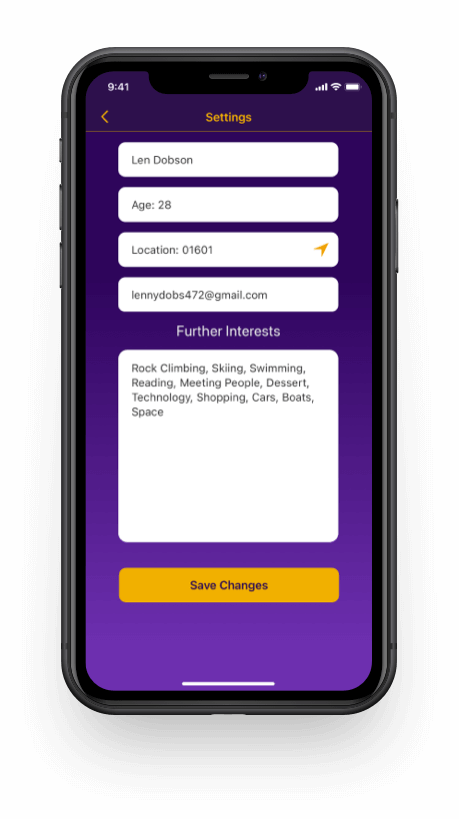 9:41
Settings
Len Dobson
Age: 28
Location: 01601
lennydobs472@gmail.com
Further Interests
Rock Climbing, Skiing, Swimming,
Reading, Meeting People, Dessert,
Technology, Shopping, Cars, Boats,
Space
Save Changes